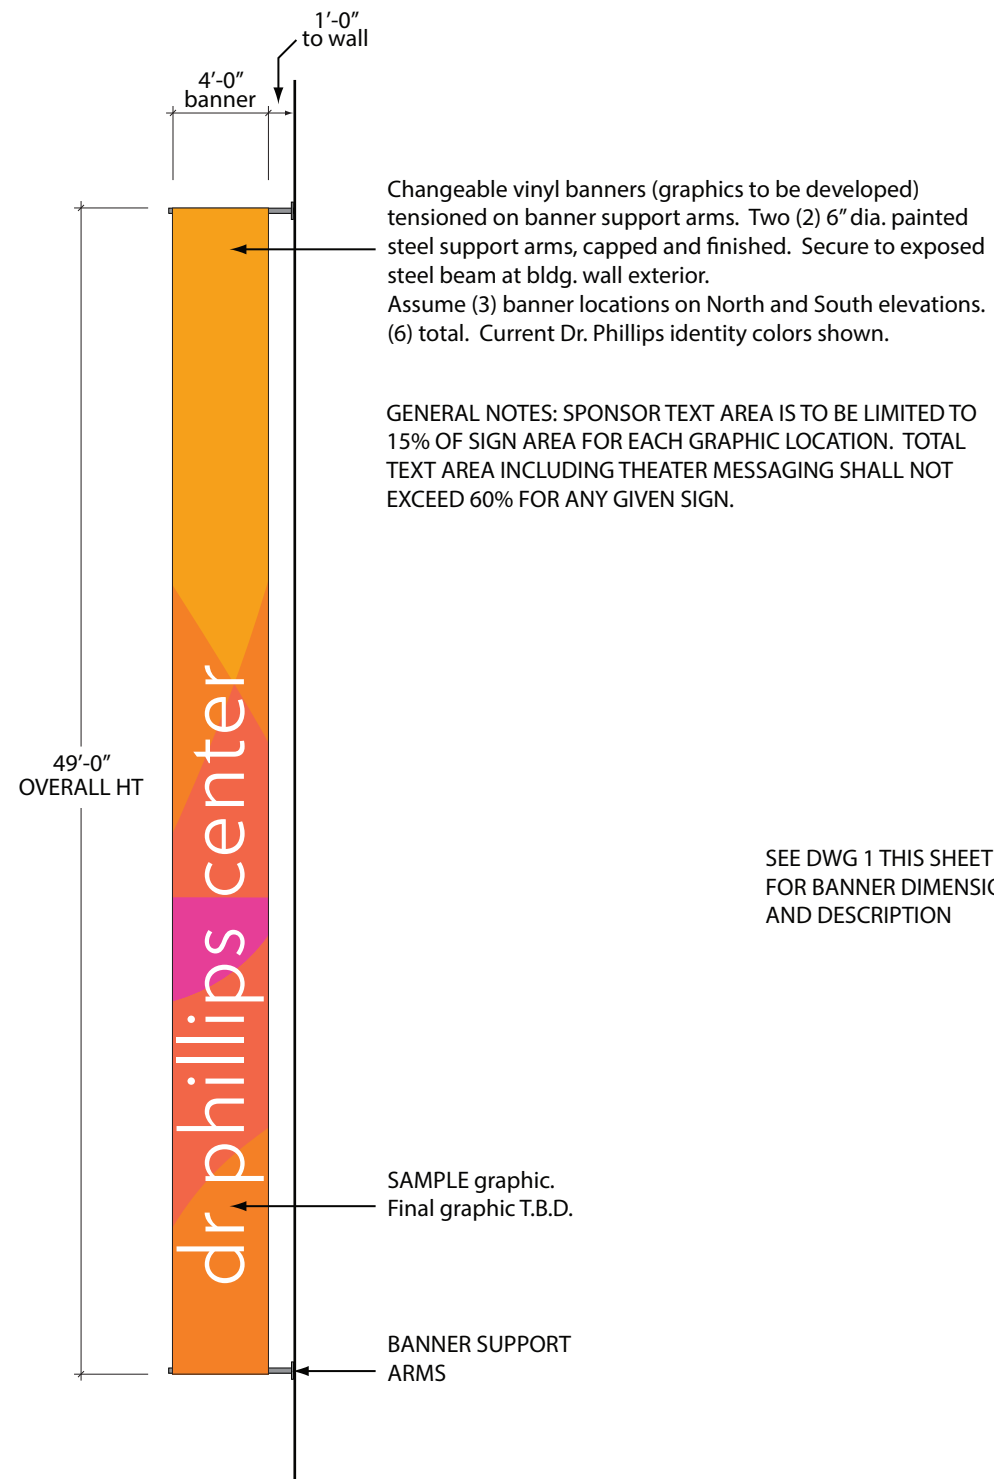 1’-0”
to wall
4’-0”
banner
Changeable vinyl banners (graphics to be developed)
tensioned on banner support arms.  Two (2) 6” dia. painted
steel support arms, capped and finished.  Secure to exposed
steel beam at bldg. wall exterior.
Assume (3) banner locations on North and South elevations.
(6) total.  Current Dr. Phillips identity colors shown.
GENERAL NOTES: SPONSOR TEXT AREA IS TO BE LIMITED TO
15% OF SIGN AREA FOR EACH GRAPHIC LOCATION.  TOTAL
TEXT AREA INCLUDING THEATER MESSAGING SHALL NOT
EXCEED 60% FOR ANY GIVEN SIGN.
49’-0”
OVERALL HT
dr phillips center
SEE DWG 1 THIS SHEET
FOR BANNER
AND DESCRIPTION
SAMPLE graphic.
Final graphic T.B.D.
BANNER SUPPORT
ARMS